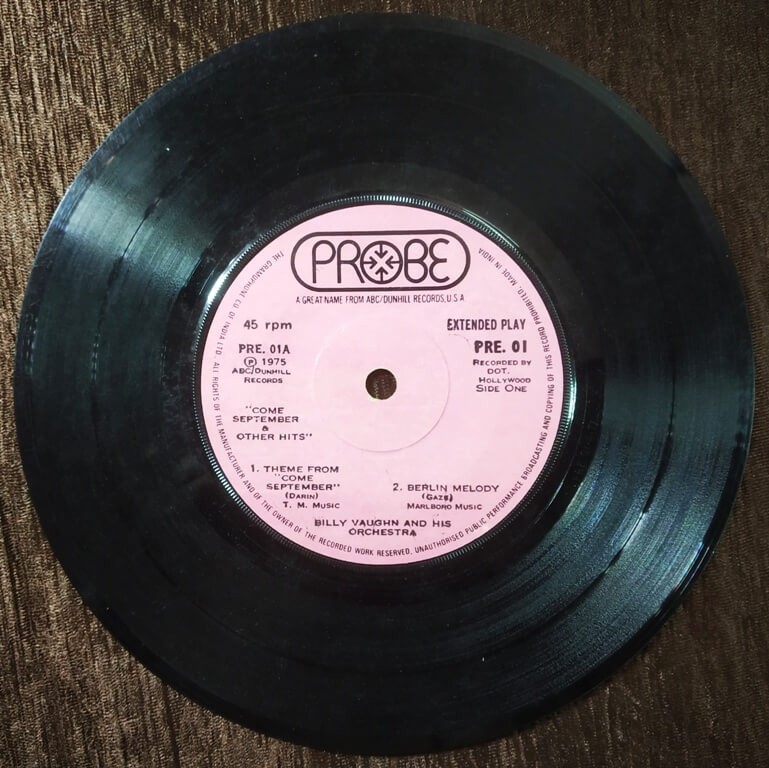 PROBE
A GREAT NAME FROM ABC/DUNHILL RECORDS, U.S.A
45 rpm
EXTENDED PLAY
PRE. 01A
PRE. 01
℗ 1975
ABC/DUNHILL
RECORDS
RECORDED BY
DOT.
HOLLYWOOD
SIDE ONE
"COME
SEPTEMBER
&
OTHER HITS"
1. THEME FROM
"COME
SEPTEMBER"
(DARIN)
T. M. MUSIC
2. BERLIN MELODY
(GAZE)
MARLBORO MUSIC
BILLY VAUGHN AND HIS
ORCHESTRA
THE GRAMOPHONE CO OF INDIA LTD. ALL RIGHTS OF THE MANUFACTURER AND OF THE OWNER OF THE RECORDED WORK RESERVED. UNAUTHORISED PUBLIC PERFORMANCE BROADCASTING AND COPYING OF THIS RECORD PROHIBITED. MADE IN INDIA